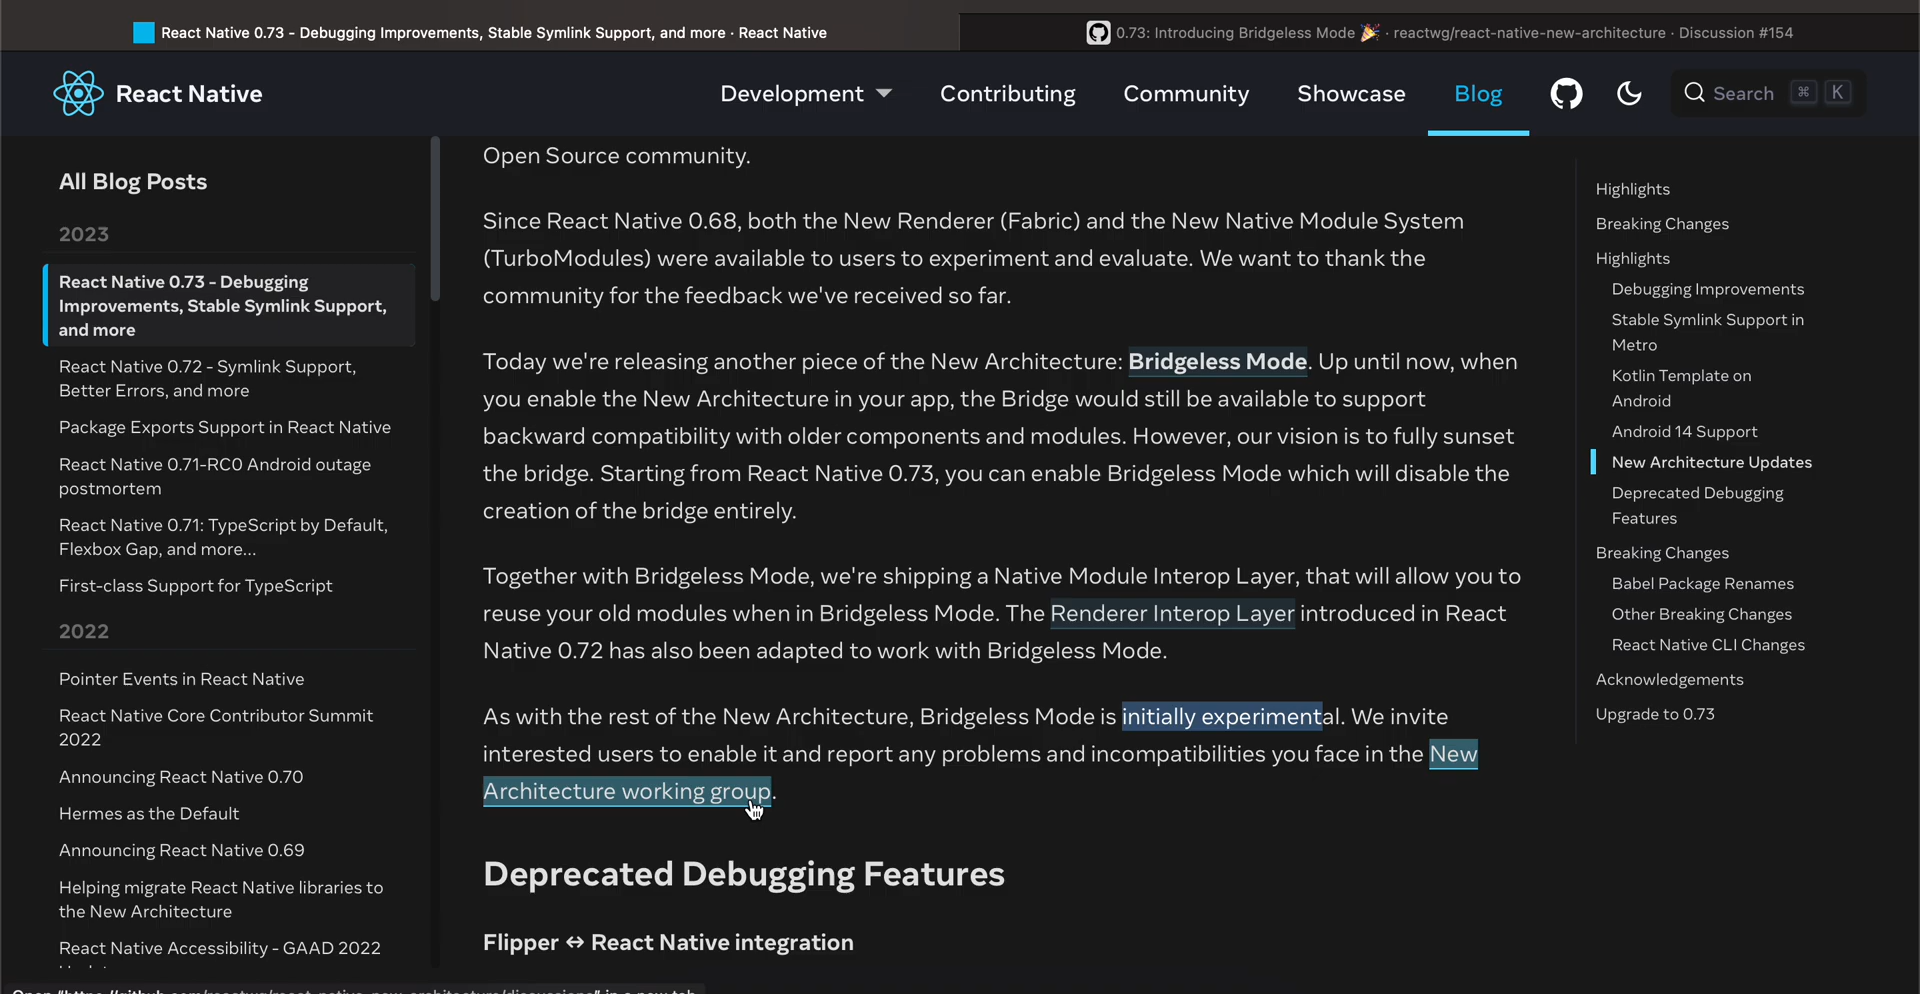 React Native 0.73 - Debugging Improvements, Stable Symlink Support, and more · React Native
0.73: Introducing Bridgeless Mode 🎉 · reactwg/react-native-new-architecture · Discussion #154
React Native
Development
Contributing
Community
Showcase
Blog
Search ⌘ K
All Blog Posts
2023
React Native 0.73 - Debugging
Improvements, Stable Symlink Support,
and more
React Native 0.72 - Symlink Support,
Better Errors, and more
Package Exports Support in React Native
React Native 0.71-RC0 Android outage
postmortem
React Native 0.71: TypeScript by Default,
Flexbox Gap, and more...
First-class Support for TypeScript
2022
Pointer Events in React Native
React Native Core Contributor Summit
2022
Announcing React Native 0.70
Hermes as the Default
Announcing React Native 0.69
Helping migrate React Native libraries to
the New Architecture
React Native Accessibility - GAAD 2022
Open Source community.
Since React Native 0.68, both the New Renderer (Fabric) and the New Native Module System
(TurboModules) were available to users to experiment and evaluate. We want to thank the
community for the feedback we've received so far.
Today we're releasing another piece of the New Architecture: Bridgeless Mode. Up until now, when
you enable the New Architecture in your app, the Bridge would still be available to support
backward compatibility with older components and modules. However, our vision is to fully sunset
the bridge. Starting from React Native 0.73, you can enable Bridgeless Mode which will disable the
creation of the bridge entirely.
Together with Bridgeless Mode, we're shipping a Native Module Interop Layer, that will allow you to
reuse your old modules when in Bridgeless Mode. The Renderer Interop Layer introduced in React
Native 0.72 has also been adapted to work with Bridgeless Mode.
As with the rest of the New Architecture, Bridgeless Mode is initially experimental. We invite
interested users to enable it and report any problems and incompatibilities you face in the New
Architecture working group.
Deprecated Debugging Features
Flipper ↔ React Native integration
Highlights
Breaking Changes
Highlights
Debugging Improvements
Stable Symlink Support in
Metro
Kotlin Template on
Android
Android 14 Support
New Architecture Updates
Deprecated Debugging
Features
Breaking Changes
Babel Package Renames
Other Breaking Changes
React Native CLI Changes
Acknowledgements
Upgrade to 0.73